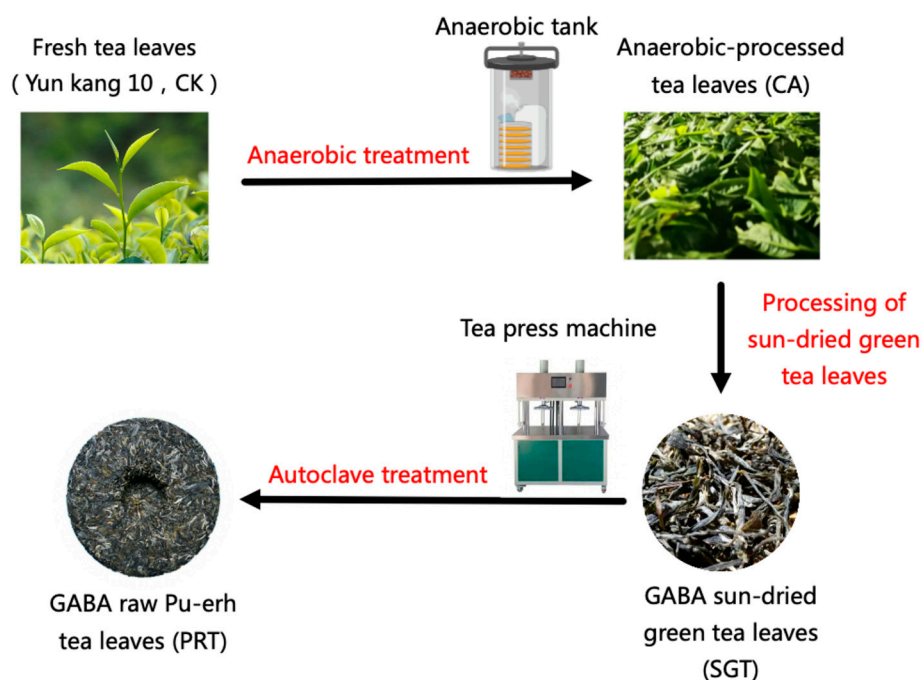 Fresh tea leaves
( Yun kang 10 , CK )
Anaerobic tank
Anaerobic-processed
tea leaves (CA)
Anaerobic treatment
Processing of
sun-dried green
tea leaves
Tea press machine
Autoclave treatment
GABA raw Pu-erh
tea leaves (PRT)
GABA sun-dried
green tea leaves
(SGT)